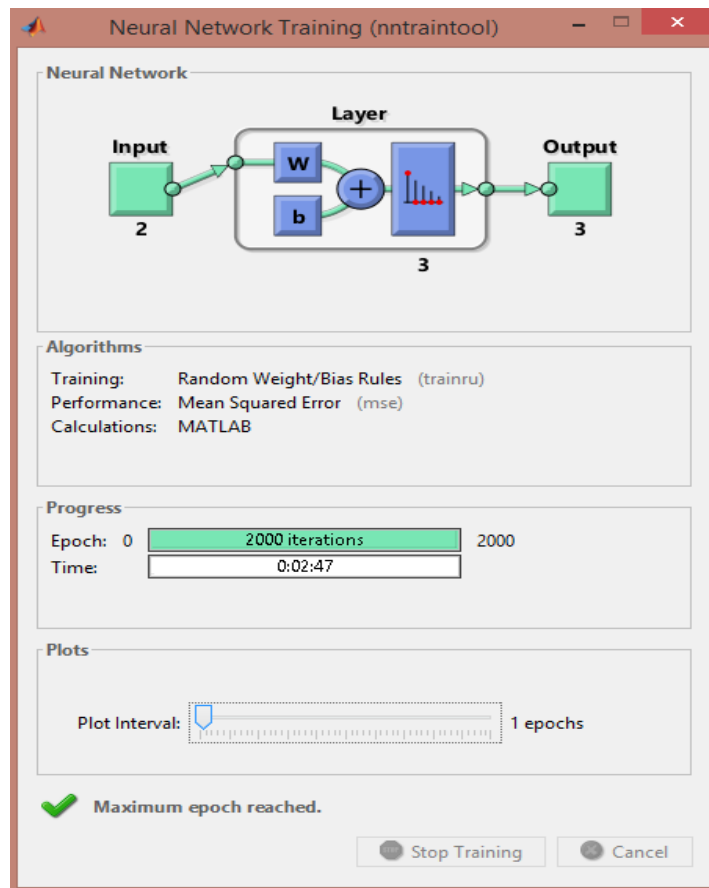 Neural Network Training (nntraintool)
Neural Network
Layer
Input
Output
W
b
+
2
3
3
Algorithms
Training: Random Weight/Bias Rules (trainru)
Performance: Mean Squared Error (mse)
Calculations: MATLAB
Progress
Epoch: 0 2000 iterations 2000
Time: 0:02:47
Plots
Plot Interval: 1 epochs
Maximum epoch reached.
Stop Training Cancel